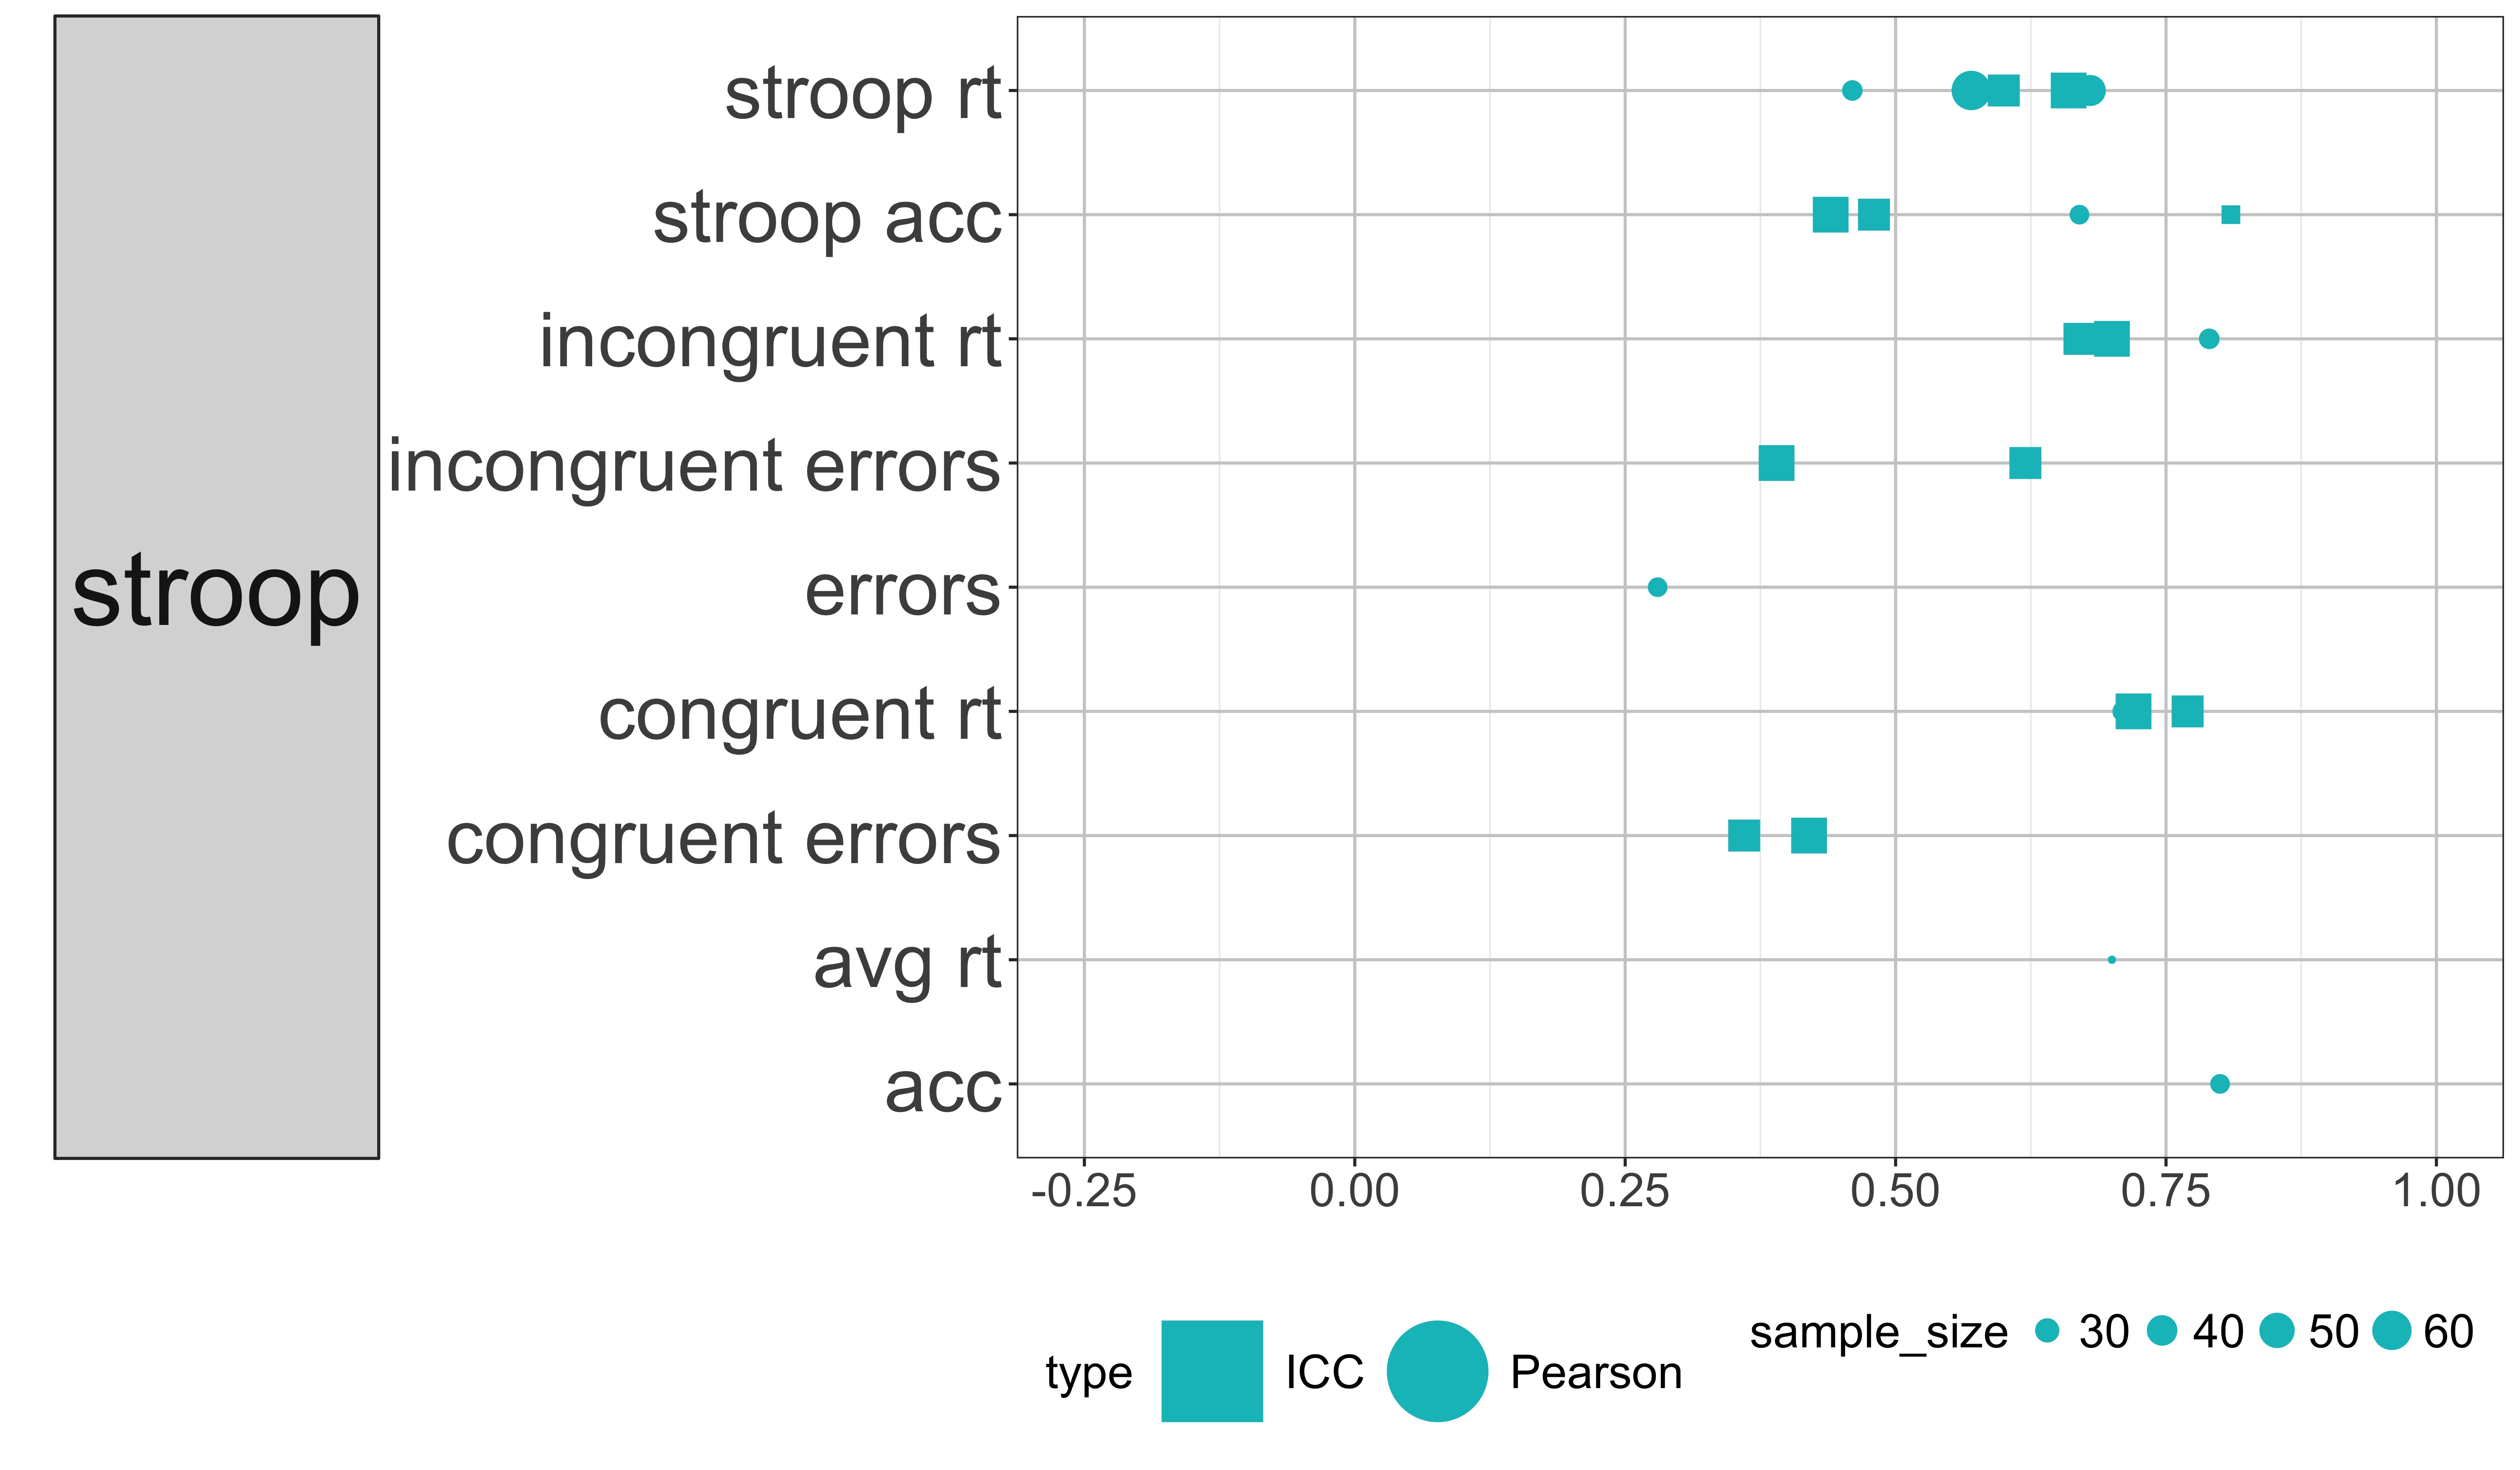 stroop
stroop rt
stroop acc
incongruent rt
incongruent errors
errors
congruent rt
congruent errors
avg rt
acc
-0.25 0.00 0.25 0.50 0.75 1.00
type ICC Pearson
sample_size 30 40 50 60